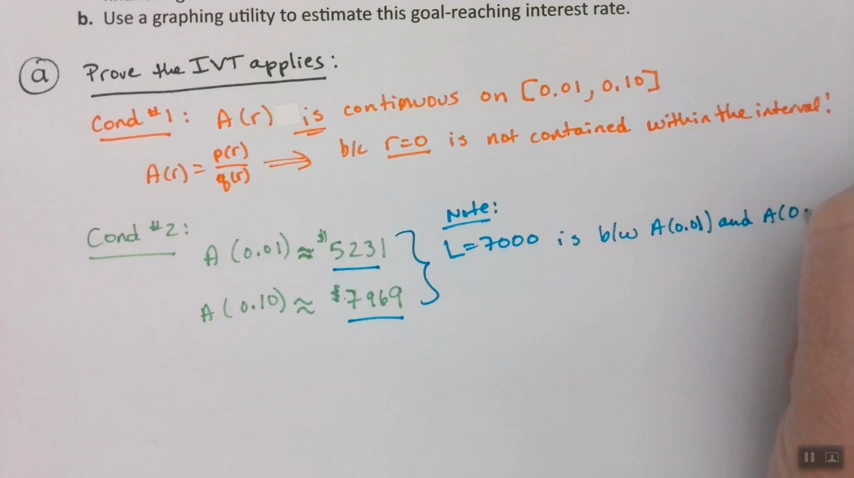 b. Use a graphing utility to estimate this goal-reaching interest rate.
ⓐ Prove the IVT applies:
Cond #1: A(r) is continuous on [0.01, 0.10]
A(r) = p(r)/q(r) ⟹ b/c r=0 is not contained within the interval!
Cond #2:
A(0.01) ≈ $5231
A(0.10) ≈ $7969
Note:
L=7000 is b/w A(0.01) and A(0